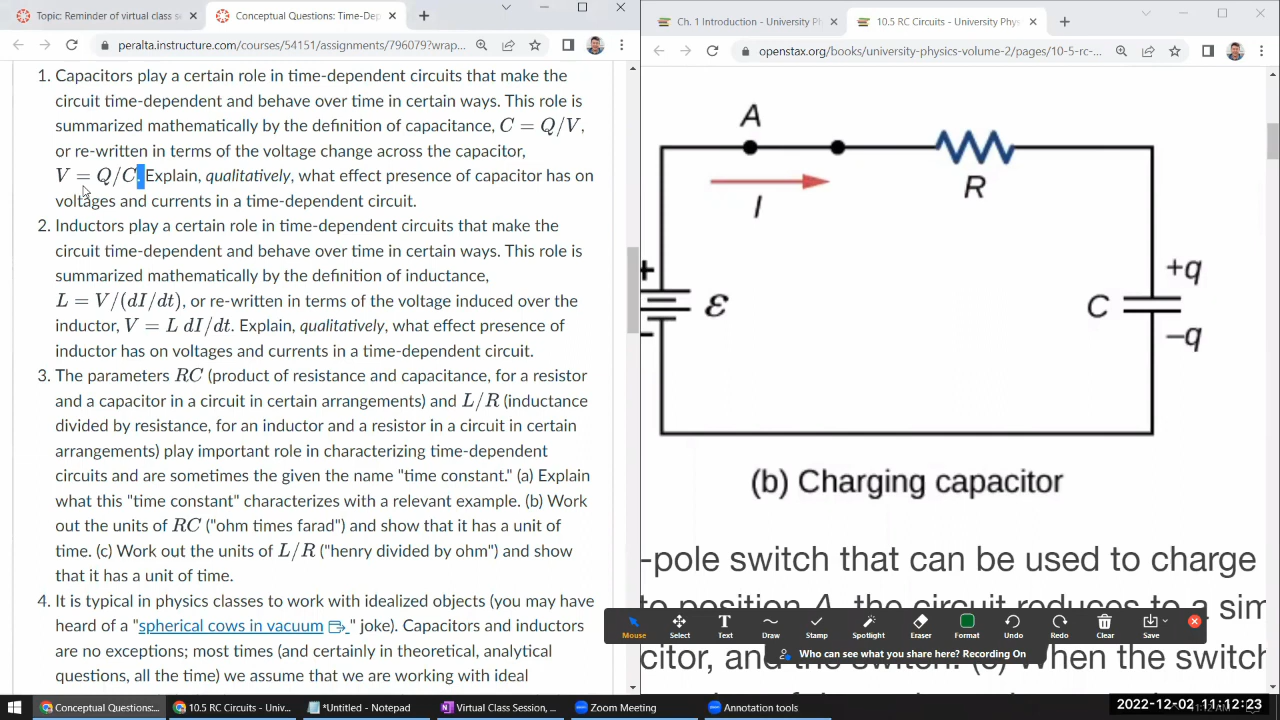 Topic: Reminder of virtual class s
Conceptual Questions: Time-Dep
peralta.instructure.com/courses/54151/assignments/796079?wrap...
1. Capacitors play a certain role in time-dependent circuits that make the
circuit time-dependent and behave over time in certain ways. This role is
summarized mathematically by the definition of capacitance, C = Q/V,
or re-written in terms of the voltage change across the capacitor,
V = Q/C. Explain, qualitatively, what effect presence of capacitor has on
voltages and currents in a time-dependent circuit.
2. Inductors play a certain role in time-dependent circuits that make the
circuit time-dependent and behave over time in certain ways. This role is
summarized mathematically by the definition of inductance,
L = V/(dI/dt), or re-written in terms of the voltage induced over the
inductor, V = L dI/dt. Explain, qualitatively, what effect presence of
inductor has on voltages and currents in a time-dependent circuit.
3. The parameters RC (product of resistance and capacitance, for a resistor
and a capacitor in a circuit in certain arrangements) and L/R (inductance
divided by resistance, for an inductor and a resistor in a circuit in certain
arrangements) play important role in characterizing time-dependent
circuits and are sometimes the given the name "time constant." (a) Explain
what this "time constant" characterizes with a relevant example. (b) Work
out the units of RC ("ohm times farad") and show that it has a unit of
time. (c) Work out the units of L/R ("henry divided by ohm") and show
that it has a unit of time.
4. It is typical in physics classes to work with idealized objects (you may have
heard of a "spherical cows in vacuum" joke). Capacitors and inductors
are no exceptions; most times (and certainly in theoretical, analytical
questions, all the time) we assume that we are working with ideal
Ch. 1 Introduction - University Ph
10.5 RC Circuits - University Phys
openstax.org/books/university-physics-volume-2/pages/10-5-rc-...
A
R
I
+
ε
-
C
+q
–q
(b) Charging capacitor
-pole switch that can be used to charge
to position A, the circuit reduces to a sim
citor, and the switch. (c) When the switch
Mouse
Select
Text
Draw
Stamp
Spotlight
Eraser
Format
Undo
Redo
Clear
Save
Who can see what you share here? Recording On
Conceptual Questions:...
10.5 RC Circuits - Univ...
*Untitled - Notepad
Virtual Class Session, ...
Zoom Meeting
Annotation tools
2022-12-02 11:12:23